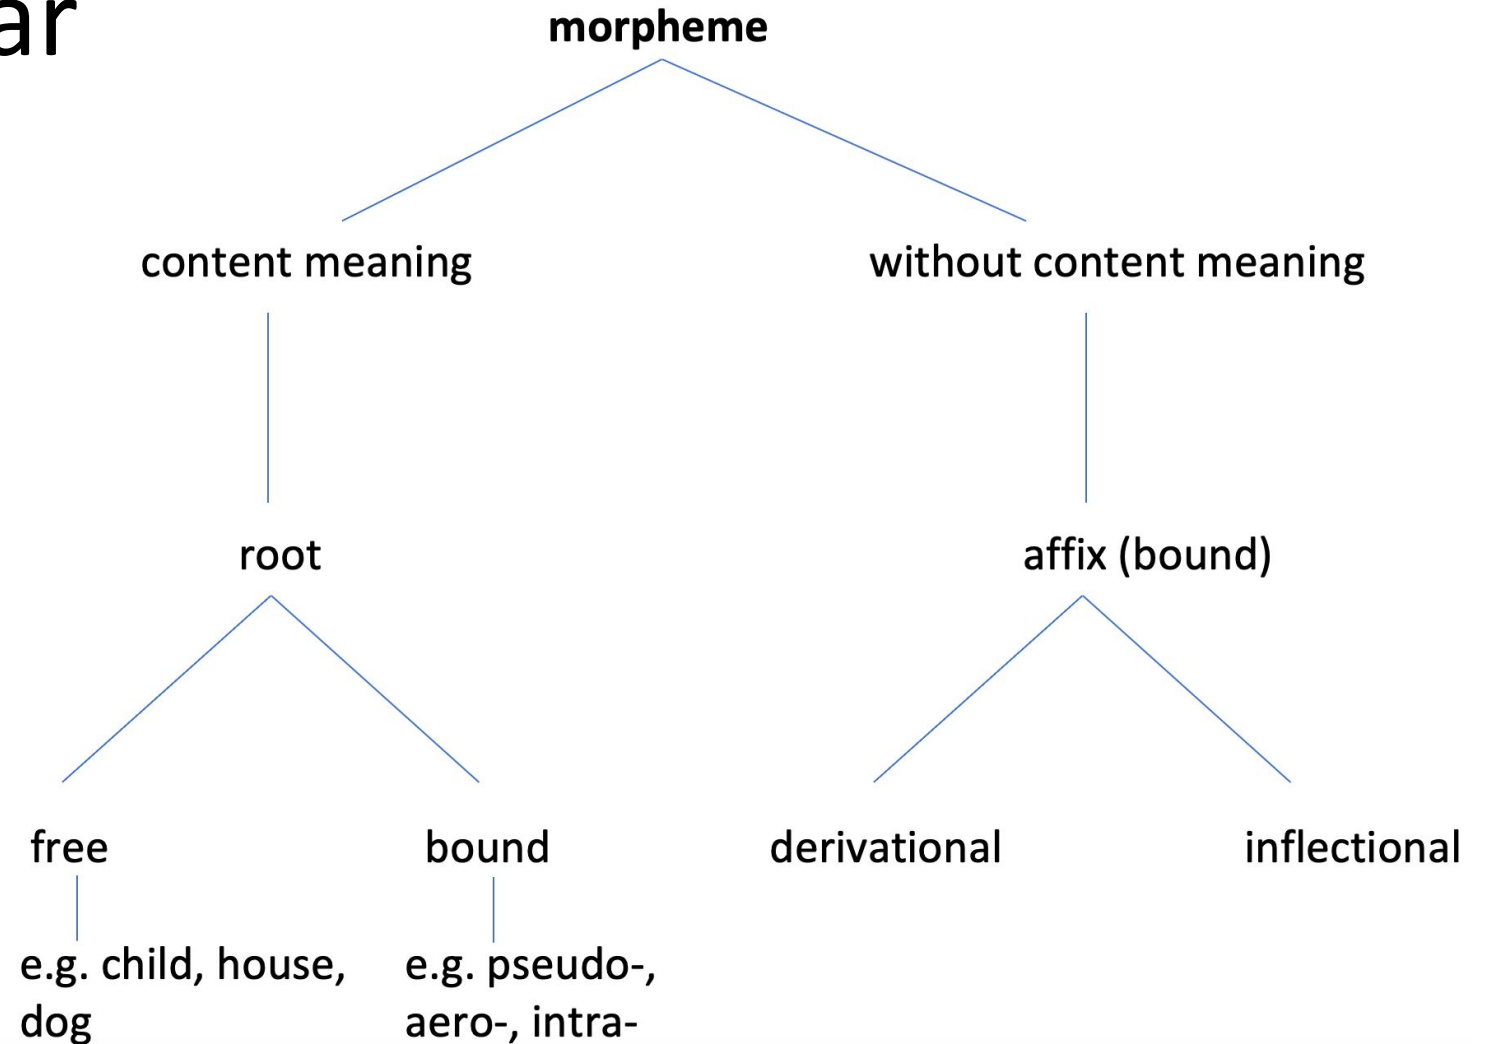 ar
morpheme
content meaning
without content meaning
root
affix (bound)
free
bound
derivational
inflectional
e.g. child, house,
dog
e.g. pseudo-,
aero-, intra-